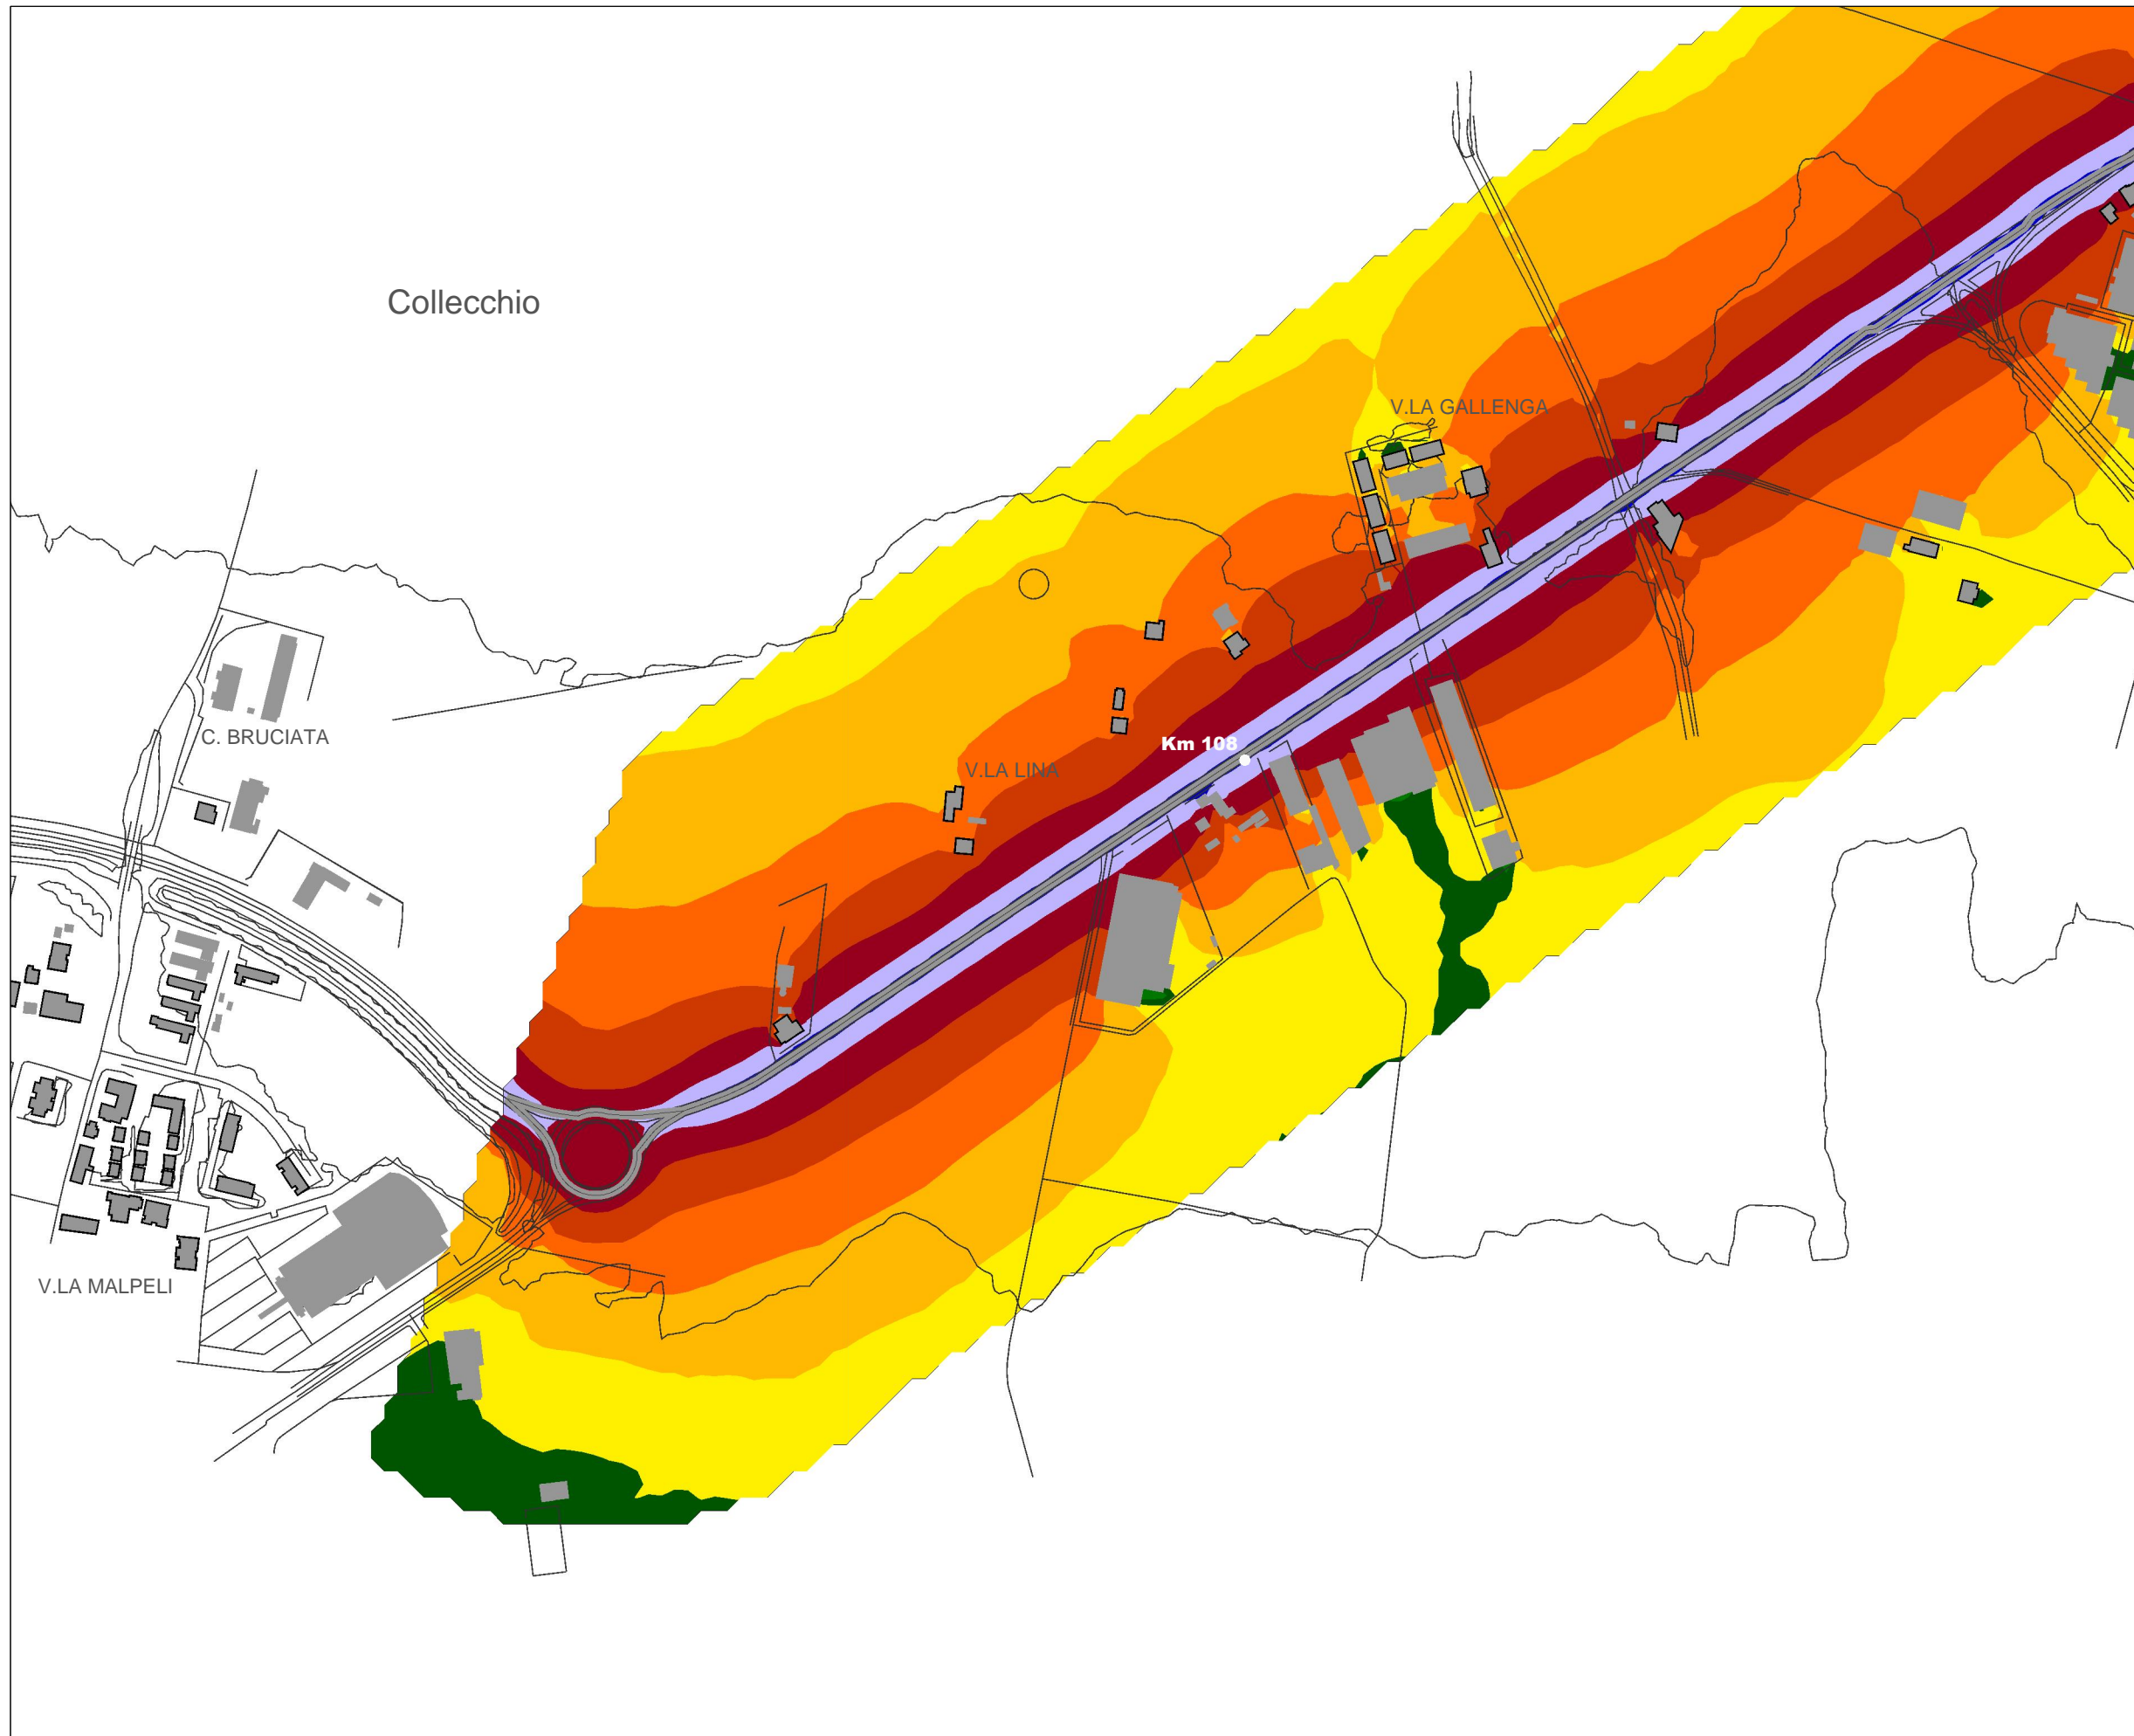 Collecchio
V.LA GALLENGA
C. BRUCIATA
Km 108
V.LA LINA
V.LA MALPELI